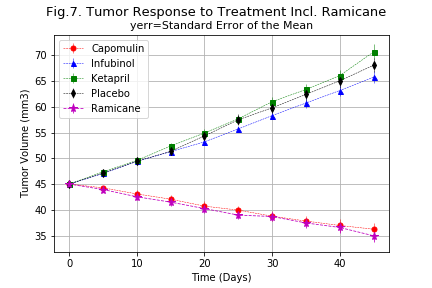 Fig.7. Tumor Response to Treatment Incl. Ramicane
yerr=Standard Error of the Mean
Capomulin
Infubinol
Ketapril
Placebo
Ramicane
Tumor Volume (mm3)
70
65
60
55
50
45
40
35
0 10 20 30 40
Time (Days)